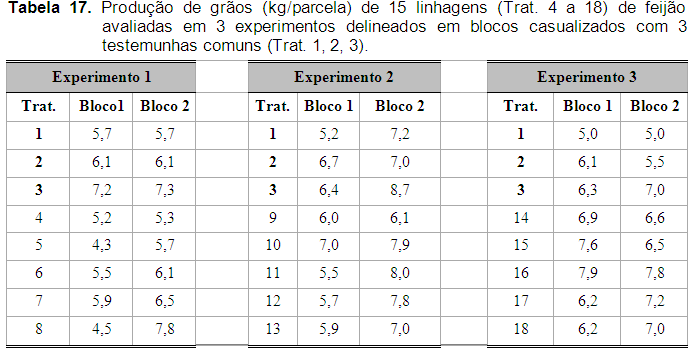 Tabela 17. Produção de grãos (kg/parcela) de 15 linhagens (Trat. 4 a 18) de feijão
avaliadas em 3 experimentos delineados em blocos casualizados com 3
testemunhas comuns (Trat. 1, 2, 3).
Experimento 1 Experimento 2 Experimento 3
Trat. Bloco1 Bloco 2 Trat. Bloco 1 Bloco 2 Trat. Bloco 1 Bloco 2
1 5,7 5,7 1 5,2 7,2 1 5,0 5,0
2 6,1 6,1 2 6,7 7,0 2 6,1 5,5
3 7,2 7,3 3 6,4 8,7 3 6,3 7,0
4 5,2 5,3 9 6,0 6,1 14 6,9 6,6
5 4,3 5,7 10 7,0 7,9 15 7,6 6,5
6 5,5 6,1 11 5,5 8,0 16 7,9 7,8
7 5,9 6,5 12 5,7 7,8 17 6,2 7,2
8 4,5 7,8 13 5,9 7,0 18 6,2 7,0